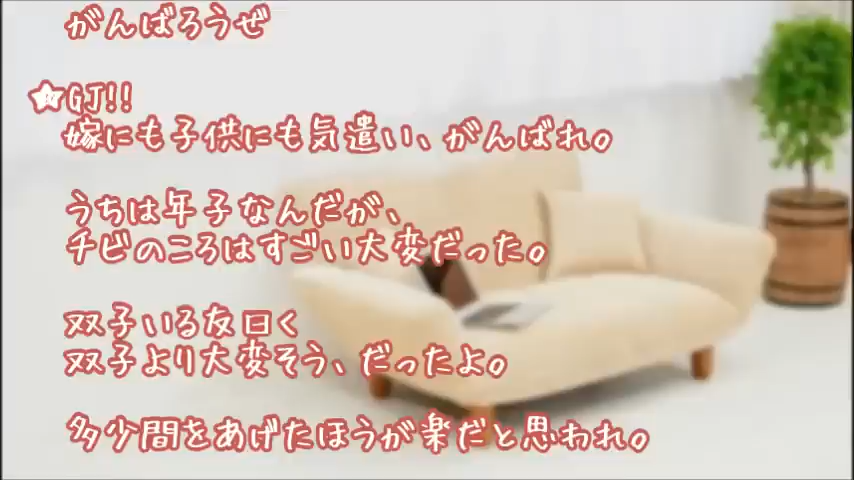 がんばろうぜ
★GJ!!
嫁にも子供にも気遣い、がんばれ。
うちは年子なんだが、
チビのころはすごい大変だった。
双子いる友曰く
双子より大変そう、だったよ。
多少間をあげたほうが楽だと思われ。